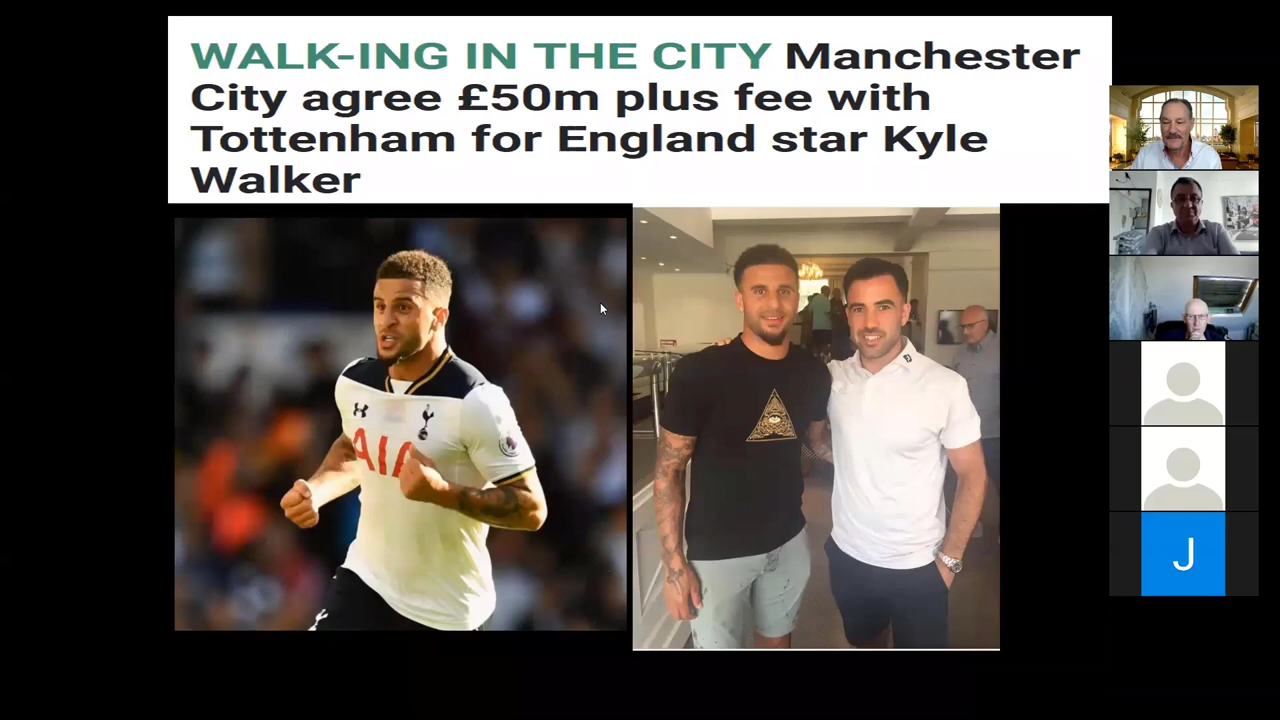 WALK-ING IN THE CITY Manchester
City agree £50m plus fee with
Tottenham for England star Kyle
Walker
AIA
J